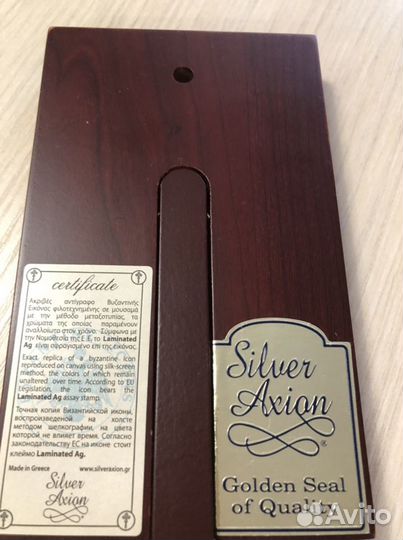 certificate
Ακριβές αντίγραφο Βυζαντινής
Εικόνας φιλοτεχνημένης σε μουσαμά
με την μέθοδο μεταξοτυπίας, τα
χρώματα της οποίας παραμένουν
αναλλοίωτα στον χρόνο. Σύμφωνα με
την Νομοθεσία της Ε.Ε. το Laminated
Ag είναι σφραγισμένο επί της εικόνας.
Exact replica of a byzantine icon
reproduced on canvas using silk-screen
method, the colors of which remain
unaltered over time. According to EU
Legislation, the icon bears the
Laminated Ag assay stamp.
Точная копия Византийской иконы,
воспроизведенной на холсте
методом шелкографии, на цвета
которой не влияет время. Согласно
законодательству ЕС на иконе стоит
клеймо Laminated Ag.
Made in Greece www.silveraxion.gr
Silver
Axion
Silver
Axion
®
Golden Seal
of Quality
Avito